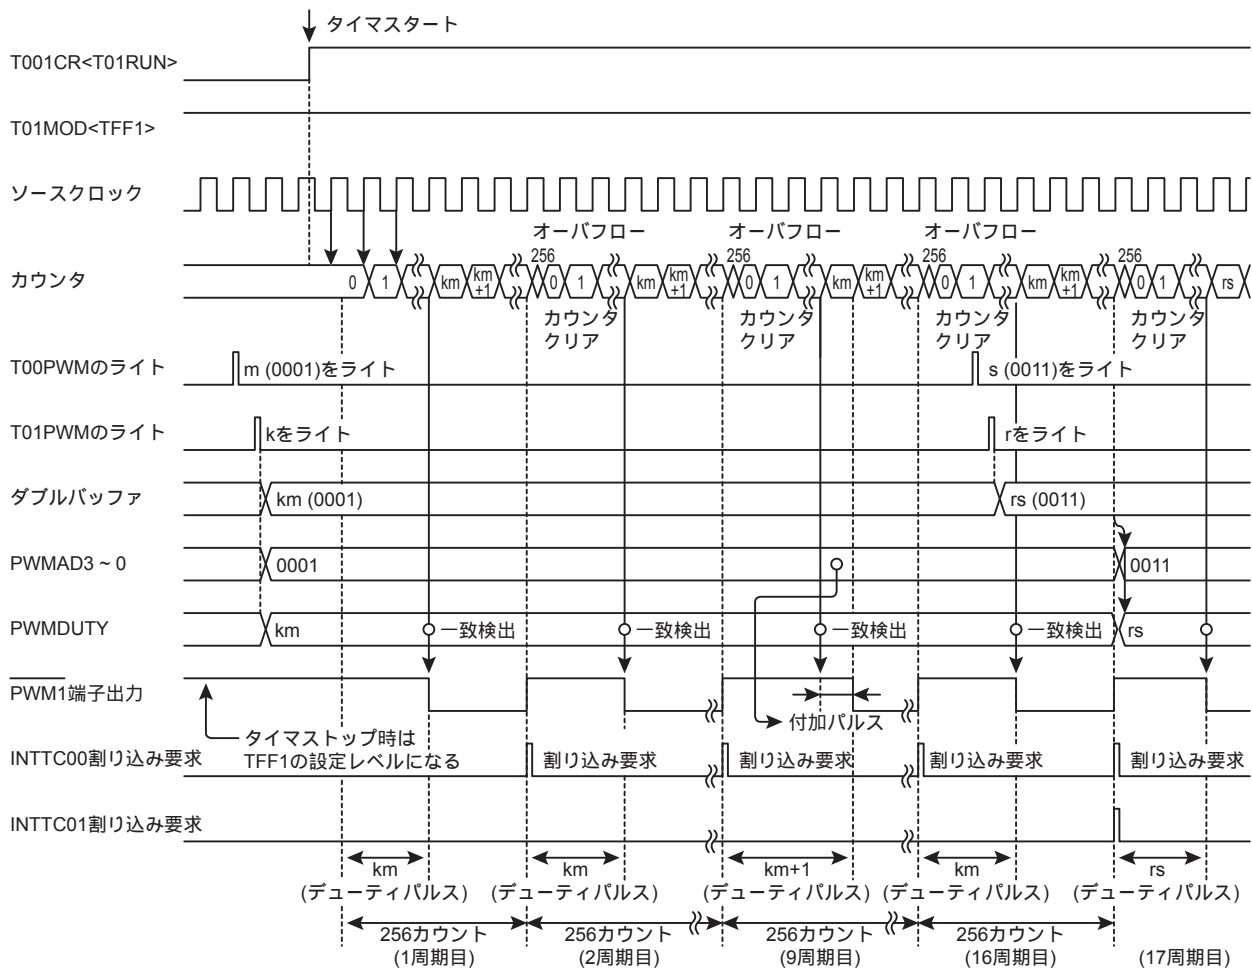 タイマスタート
T001CR<T01RUN>
T01MOD<TFF1>
ソースクロック
オーバフロー オーバフロー オーバフロー
256 256 256 256
カウンタ 0 1 km km+1 0 1 km km+1 0 1 km km+1 0 1 km km+1 0 1 rs
カウンタ カウンタ カウンタ カウンタ
クリア クリア クリア クリア
T00PWMのライト m (0001)をライト s (0011)をライト
T01PWMのライト kをライト rをライト
ダブルバッファ km (0001) rs (0011)
PWMAD3 ~ 0 0001 0011
PWMDUTY km 一致検出 一致検出 一致検出 一致検出 rs
PWM1端子出力
付加パルス
タイマストップ時は
TFF1の設定レベルになる
INTTC00割り込み要求 割り込み要求 割り込み要求 割り込み要求 割り込み要求
INTTC01割り込み要求
km km km+1 km rs
(デューティパルス) (デューティパルス) (デューティパルス) (デューティパルス) (デューティパルス)
256カウント 256カウント 256カウント 256カウント
(1周期目) (2周期目) (9周期目) (16周期目) (17周期目)